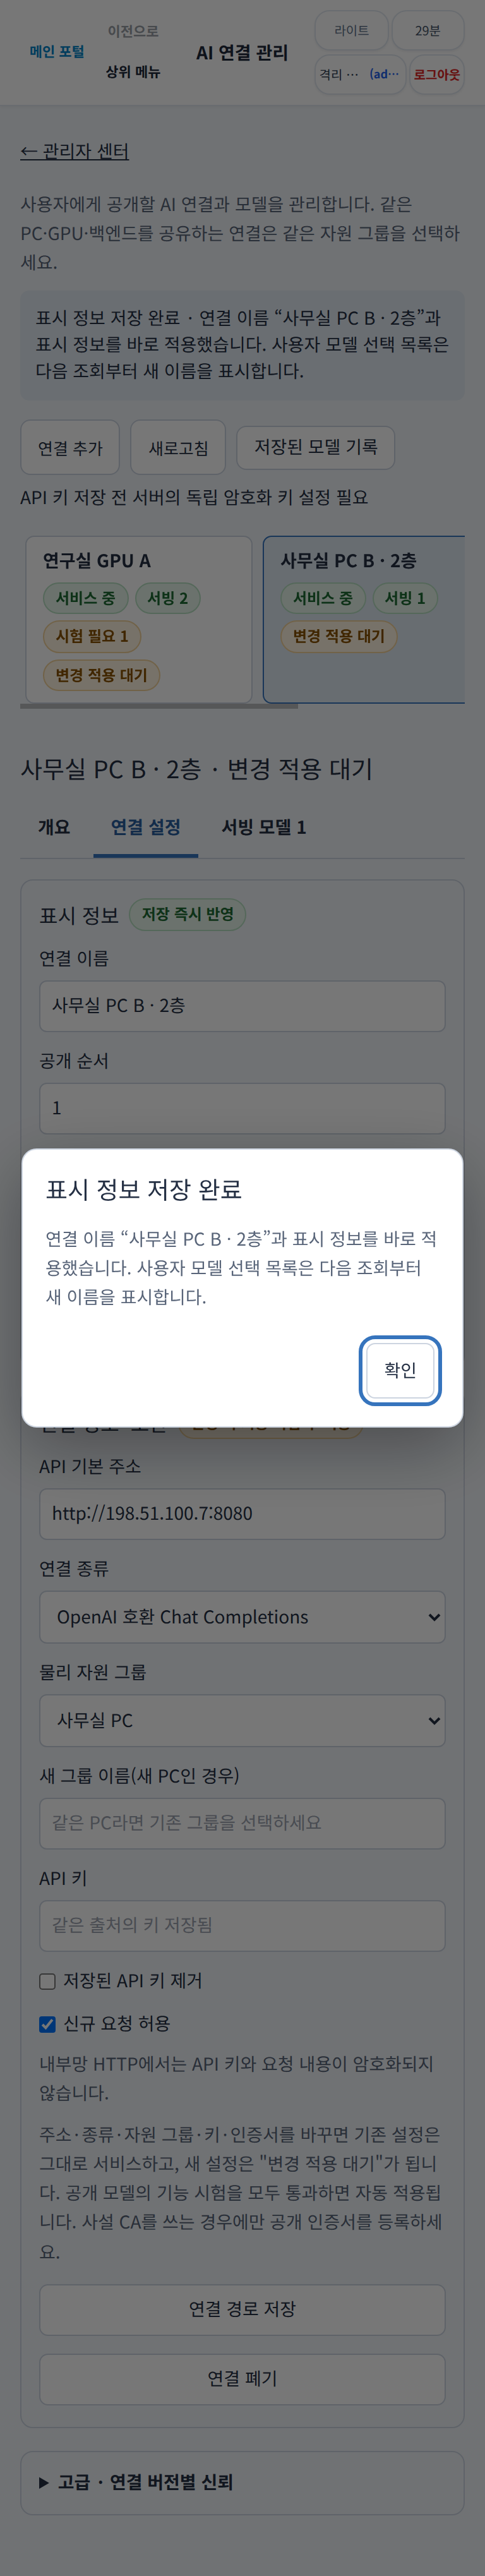 메인 포털
이전으로
상위 메뉴
AI 연결 관리
라이트
29분
격리 ··· (ad···
로그아웃
← 관리자 센터
사용자에게 공개할 AI 연결과 모델을 관리합니다. 같은
PC·GPU·백엔드를 공유하는 연결은 같은 자원 그룹을 선택하
세요.
표시 정보 저장 완료 · 연결 이름 “사무실 PC B · 2층”과
표시 정보를 바로 적용했습니다. 사용자 모델 선택 목록은
다음 조회부터 새 이름을 표시합니다.
연결 추가
새로고침
저장된 모델 기록
API 키 저장 전 서버의 독립 암호화 키 설정 필요
연구실 GPU A
서비스 중
서빙 2
시험 필요 1
변경 적용 대기
사무실 PC B · 2층
서비스 중
서빙 1
변경 적용 대기
사무실 PC B · 2층 · 변경 적용 대기
개요
연결 설정
서빙 모델 1
표시 정보
저장 즉시 반영
연결 이름
사무실 PC B · 2층
공개 순서
1
표시 정보 저장 완료
연결 이름 “사무실 PC B · 2층”과 표시 정보를 바로 적
용했습니다. 사용자 모델 선택 목록은 다음 조회부터
새 이름을 표시합니다.
확인
API 기본 주소
http://198.51.100.7:8080
연결 종류
OpenAI 호환 Chat Completions
물리 자원 그룹
사무실 PC
새 그룹 이름(새 PC인 경우)
같은 PC라면 기존 그룹을 선택하세요
API 키
같은 출처의 키 저장됨
저장된 API 키 제거
신규 요청 허용
내부망 HTTP에서는 API 키와 요청 내용이 암호화되지
않습니다.
주소·종류·자원 그룹·키·인증서를 바꾸면 기존 설정은
그대로 서비스하고, 새 설정은 "변경 적용 대기"가 됩니
다. 공개 모델의 기능 시험을 모두 통과하면 자동 적용됩
니다. 사설 CA를 쓰는 경우에만 공개 인증서를 등록하세
요.
연결 경로 저장
연결 폐기
▶ 고급 · 연결 버전별 신뢰